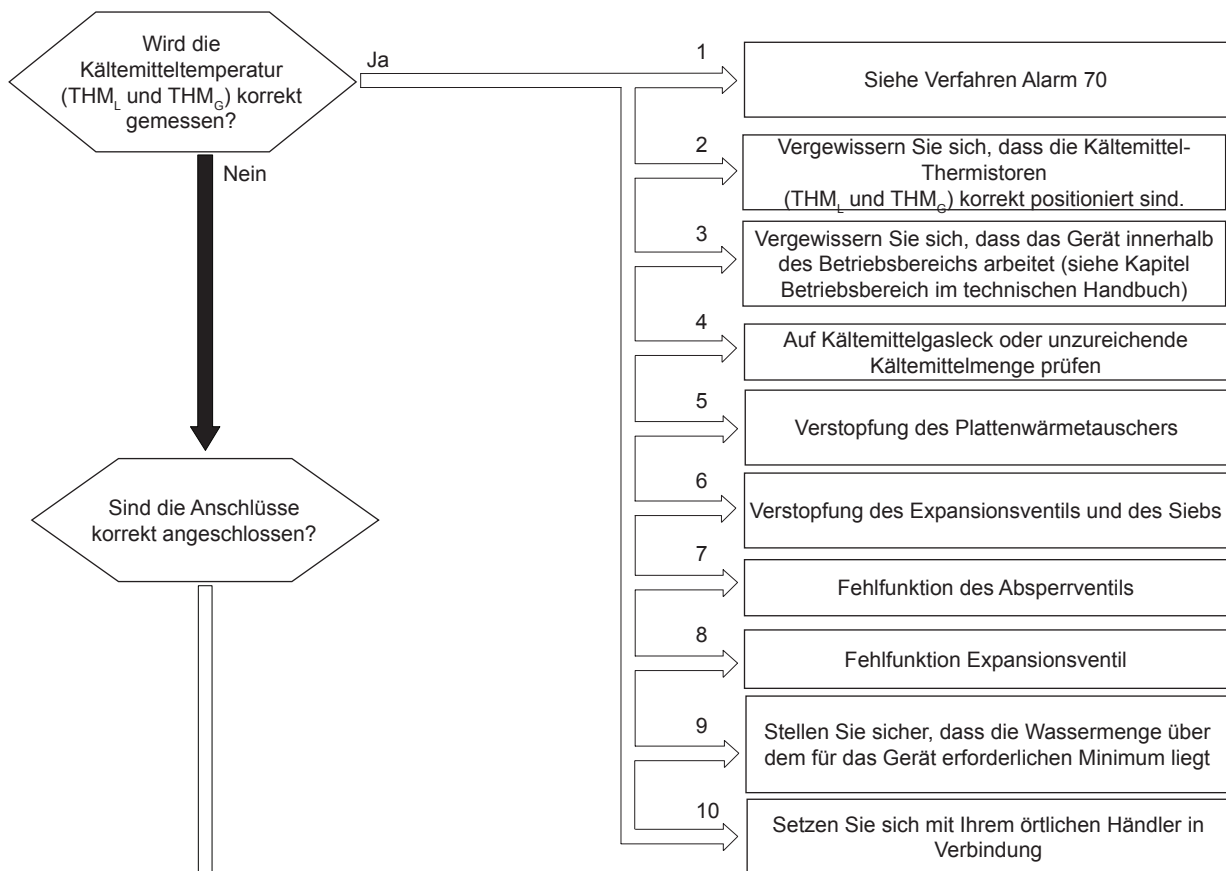 Wird die
Kältemitteltemperatur
(THM_L und THM_G) korrekt
gemessen?
Ja
Nein
1
Siehe Verfahren Alarm 70
2
Vergewissern Sie sich, dass die Kältemittel-
Thermistoren
(THM_L und THM_G) korrekt positioniert sind.
3
Vergewissern Sie sich, dass das Gerät innerhalb
des Betriebsbereichs arbeitet (siehe Kapitel
Betriebsbereich im technischen Handbuch)
4
Auf Kältemittelgasleck oder unzureichende
Kältemittelmenge prüfen
5
Verstopfung des Plattenwärmetauschers
6
Verstopfung des Expansionsventils und des Siebs
7
Fehlfunktion des Absperrventils
8
Fehlfunktion Expansionsventil
9
Stellen Sie sicher, dass die Wassermenge über
dem für das Gerät erforderlichen Minimum liegt
10
Setzen Sie sich mit Ihrem örtlichen Händler in
Verbindung
Sind die Anschlüsse
korrekt angeschlossen?